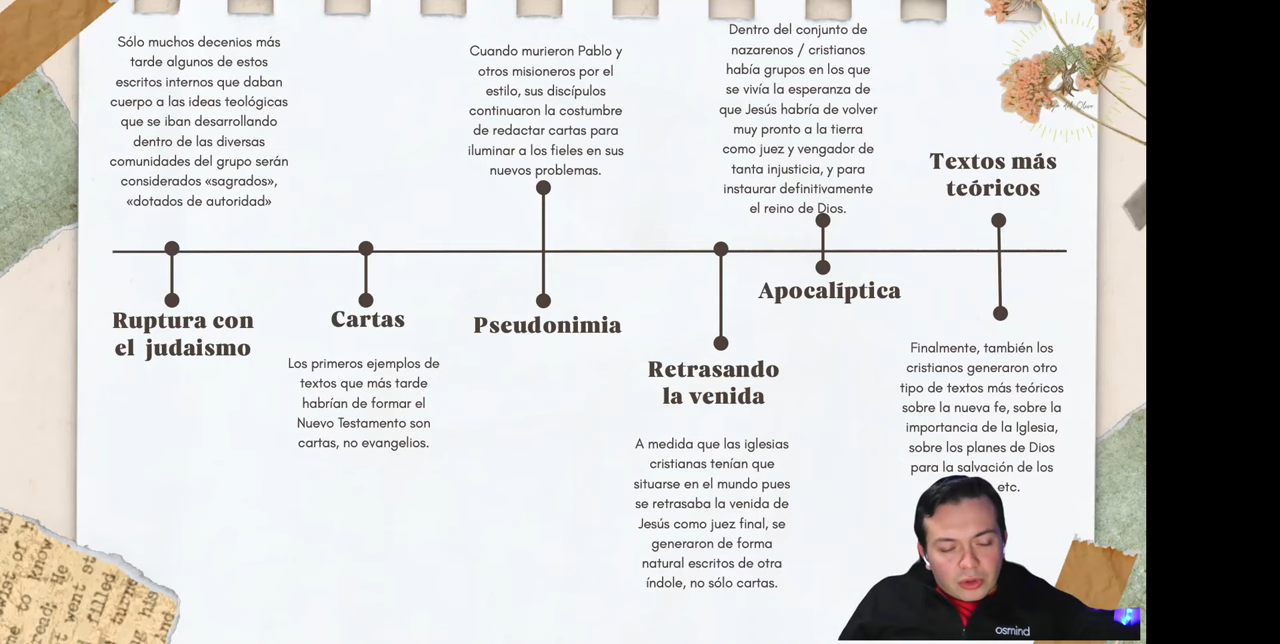 Sólo muchos decenios más
tarde algunos de estos
escritos internos que daban
cuerpo a las ideas teológicas
que se iban desarrollando
dentro de las diversas
comunidades del grupo serán
considerados «sagrados»,
«dotados de autoridad»
Ruptura con
el judaismo
Cartas
Los primeros ejemplos de
textos que más tarde
habrían de formar el
Nuevo Testamento son
cartas, no evangelios.
Cuando murieron Pablo y
otros misioneros por el
estilo, sus discípulos
continuaron la costumbre
de redactar cartas para
iluminar a los fieles en sus
nuevos problemas.
Pseudonimia
Retrasando
la venida
A medida que las iglesias
cristianas tenían que
situarse en el mundo pues
se retrasaba la venida de
Jesús como juez final, se
generaron de forma
natural escritos de otra
índole, no sólo cartas.
Dentro del conjunto de
nazarenos / cristianos
había grupos en los que
se vivía la esperanza de
que Jesús habría de volver
muy pronto a la tierra
como juez y vengador de
tanta injusticia, y para
instaurar definitivamente
el reino de Dios.
Apocalíptica
Textos más
teóricos
Finalmente, también los
cristianos generaron otro
tipo de textos más teóricos
sobre la nueva fe, sobre la
importancia de la Iglesia,
sobre los planes de Dios
para la salvación de los
etc.
osmind